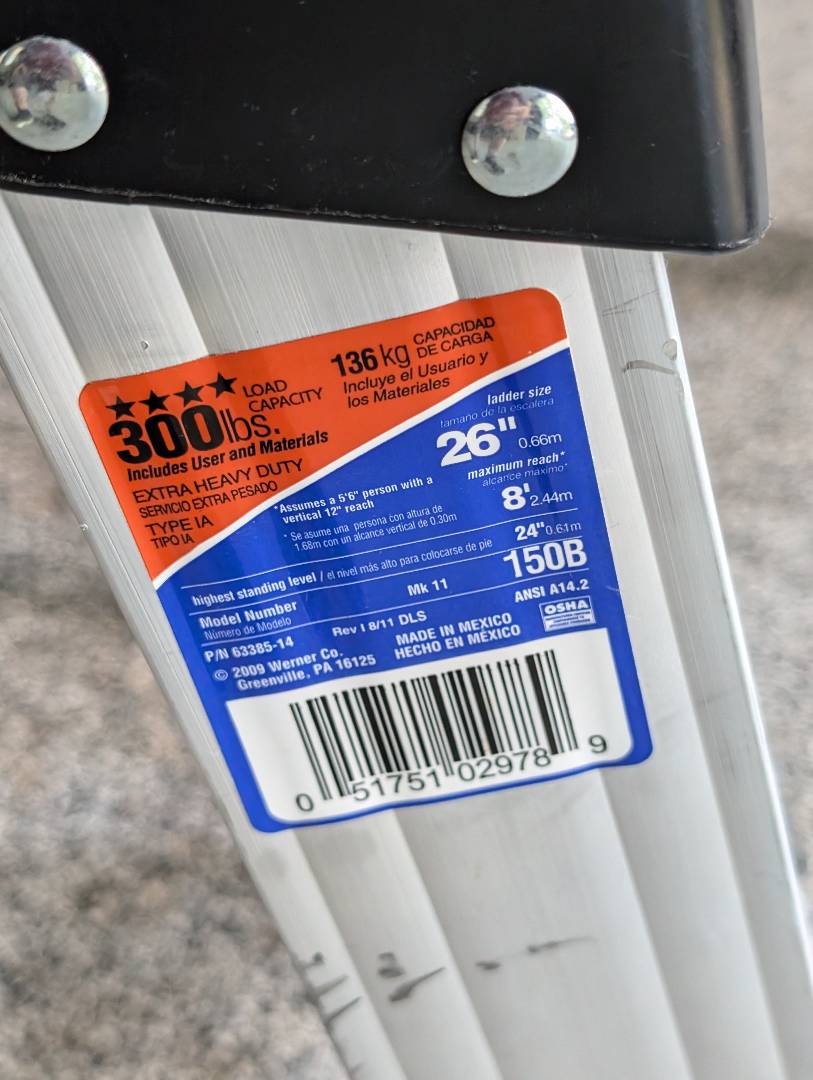 ★★★★
300lbs. LOAD CAPACITY
Includes User and Materials
136 kg CAPACIDAD DE CARGA
Incluye el Usuario y
los Materiales
EXTRA HEAVY DUTY
SERVICIO EXTRA PESADO
TYPE IA
TIPO IA
ladder size
tamaño de la escalera
26" 0.66m
maximum reach*
alcance máximo*
8' 2.44m
*Assumes a 5'6" person with a
vertical 12" reach
* Se asume una persona con altura de
1.68m con un alcance vertical de 0.30m
highest standing level / el nivel más alto para colocarse de pie 24" 0.61m
Model Number
Número de Modelo
Mk 11
150B
P/N 63385-14
Rev I 8/11 DLS
ANSI A14.2
© 2009 Werner Co.
Greenville, PA 16125
MADE IN MEXICO
HECHO EN MÉXICO
OSHA
0 51751 02978 9